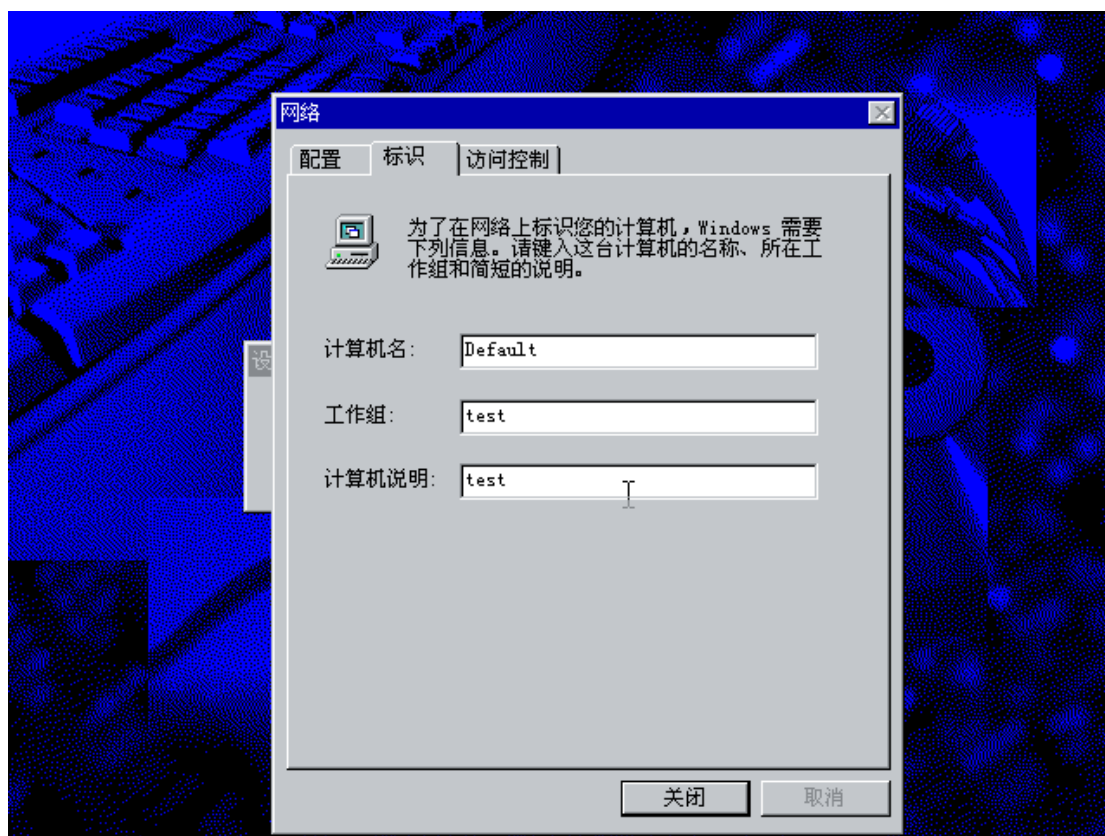 网络
配置
标识
访问控制
为了在网络上标识您的计算机，Windows 需要
下列信息。请键入这台计算机的名称、所在工
作组和简短的说明。
计算机名:
Default
设
工作组:
test
计算机说明:
test
关闭
取消